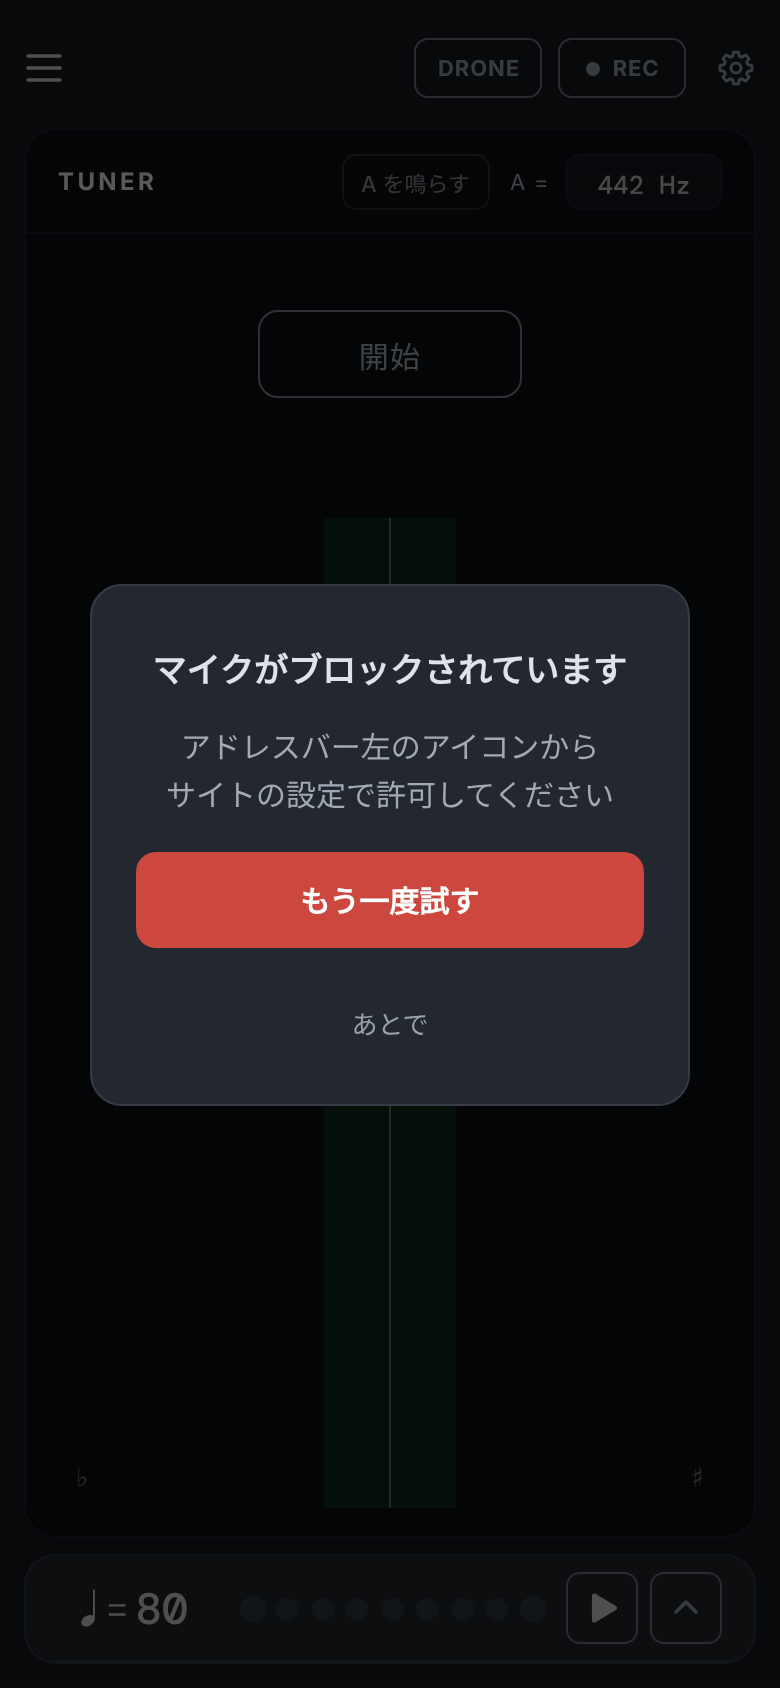 DRONE
REC
TUNER
A を鳴らす
A =
442 Hz
開始
マイクがブロックされています
アドレスバー左のアイコンから
サイトの設定で許可してください
もう一度試す
あとで
♭
♯
♩= 80